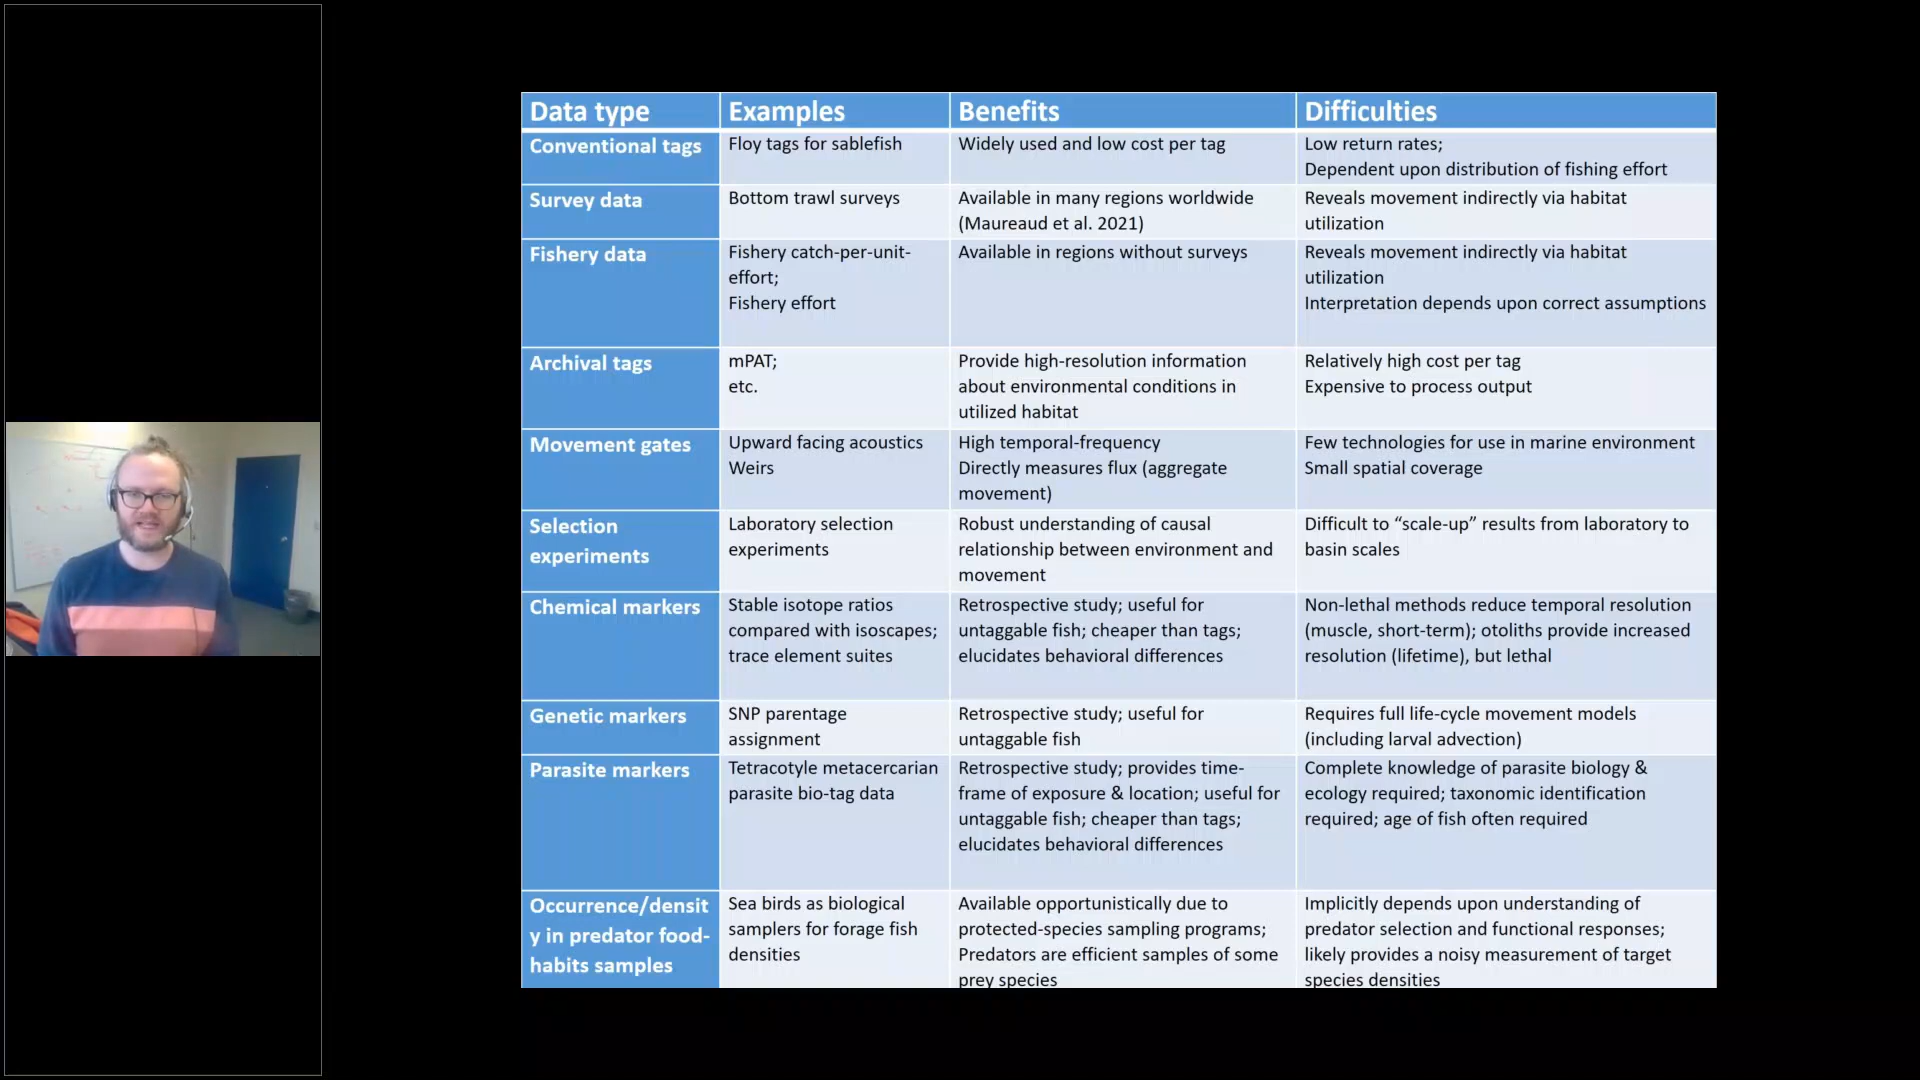 Data type
Examples
Benefits
Difficulties
Conventional tags
Floy tags for sablefish
Widely used and low cost per tag
Low return rates;
Dependent upon distribution of fishing effort
Survey data
Bottom trawl surveys
Available in many regions worldwide
(Maureaud et al. 2021)
Reveals movement indirectly via habitat
utilization
Fishery data
Fishery catch-per-unit-
effort;
Fishery effort
Available in regions without surveys
Reveals movement indirectly via habitat
utilization
Interpretation depends upon correct assumptions
Archival tags
mPAT;
etc.
Provide high-resolution information
about environmental conditions in
utilized habitat
Relatively high cost per tag
Expensive to process output
Movement gates
Upward facing acoustics
Weirs
High temporal-frequency
Directly measures flux (aggregate
movement)
Few technologies for use in marine environment
Small spatial coverage
Selection
experiments
Laboratory selection
experiments
Robust understanding of causal
relationship between environment and
movement
Difficult to “scale-up” results from laboratory to
basin scales
Chemical markers
Stable isotope ratios
compared with isoscapes;
trace element suites
Retrospective study; useful for
untaggable fish; cheaper than tags;
elucidates behavioral differences
Non-lethal methods reduce temporal resolution
(muscle, short-term); otoliths provide increased
resolution (lifetime), but lethal
Genetic markers
SNP parentage
assignment
Retrospective study; useful for
untaggable fish
Requires full life-cycle movement models
(including larval advection)
Parasite markers
Tetracotyle metacercarian
parasite bio-tag data
Retrospective study; provides time-
frame of exposure & location; useful for
untaggable fish; cheaper than tags;
elucidates behavioral differences
Complete knowledge of parasite biology &
ecology required; taxonomic identification
required; age of fish often required
Occurrence/densit
y in predator food-
habits samples
Sea birds as biological
samplers for forage fish
densities
Available opportunistically due to
protected-species sampling programs;
Predators are efficient samples of some
prey species
Implicitly depends upon understanding of
predator selection and functional responses;
likely provides a noisy measurement of target
species densities